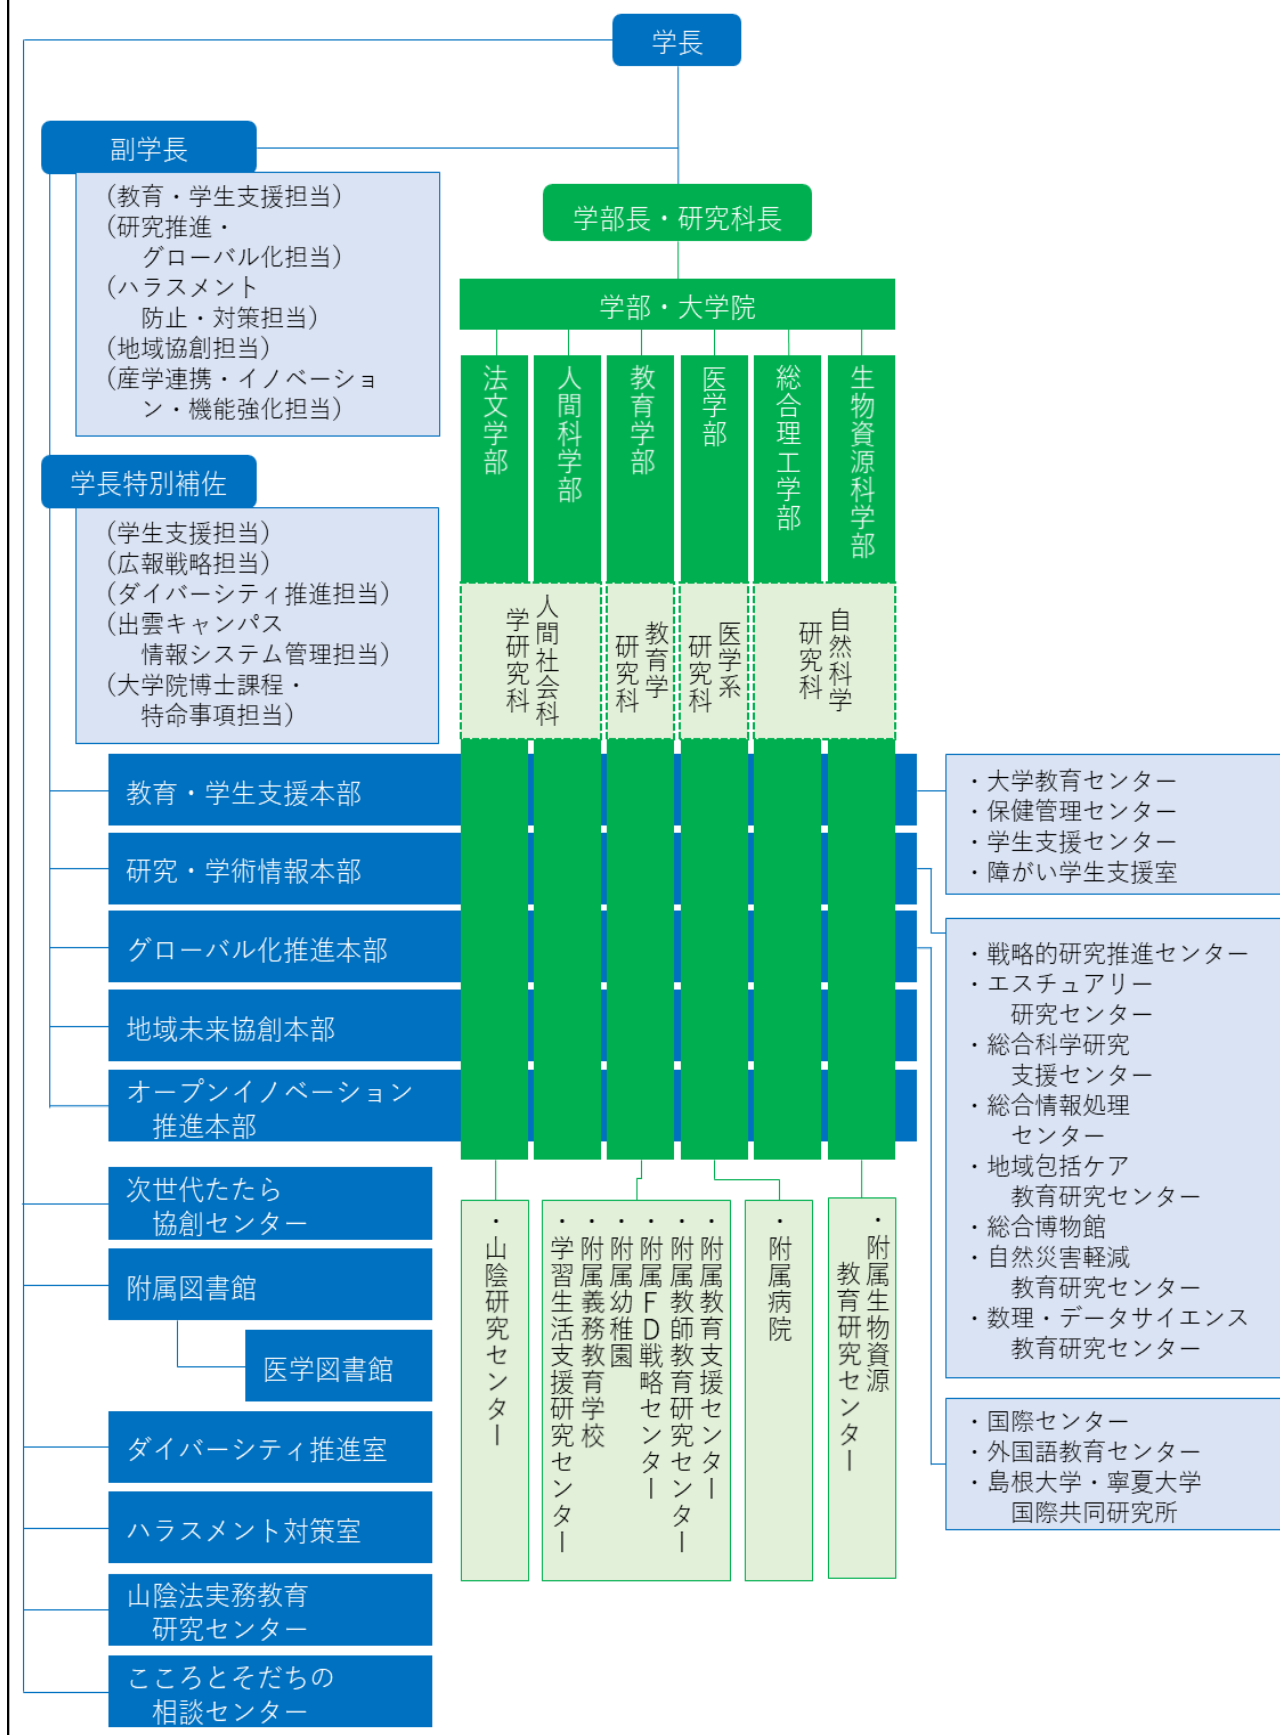 学長
副学長
（教育・学生支援担当）
（研究推進・
グローバル化担当）
（ハラスメント
防止・対策担当）
（地域協創担当）
（産学連携・イノベーショ
ン・機能強化担当）
学長特別補佐
（学生支援担当）
（広報戦略担当）
（ダイバーシティ推進担当）
（出雲キャンパス
情報システム管理担当）
（大学院博士課程・
特命事項担当）
学部長・研究科長
学部・大学院
法文学部
人間科学部
教育学部
医学部
総合理工学部
生物資源科学部
人間社会科
学研究科
教育学
研究科
医学系
研究科
自然科学
研究科
教育・学生支援本部
研究・学術情報本部
グローバル化推進本部
地域未来協創本部
オープンイノベーション
推進本部
次世代たたら
協創センター
附属図書館
医学図書館
ダイバーシティ推進室
ハラスメント対策室
山陰法実務教育
研究センター
こころとそだちの
相談センター
・山陰研究センター
・附属教育支援センター
・附属教師教育研究センター
・附属ＦＤ戦略センター
・附属幼稚園
・附属義務教育学校
・学習生活支援研究センター
・附属病院
・附属生物資源
教育研究センター
・大学教育センター
・保健管理センター
・学生支援センター
・障がい学生支援室
・戦略的研究推進センター
・エスチュアリー
研究センター
・総合科学研究
支援センター
・総合情報処理
センター
・地域包括ケア
教育研究センター
・総合博物館
・自然災害軽減
教育研究センター
・数理・データサイエンス
教育研究センター
・国際センター
・外国語教育センター
・島根大学・寧夏大学
国際共同研究所